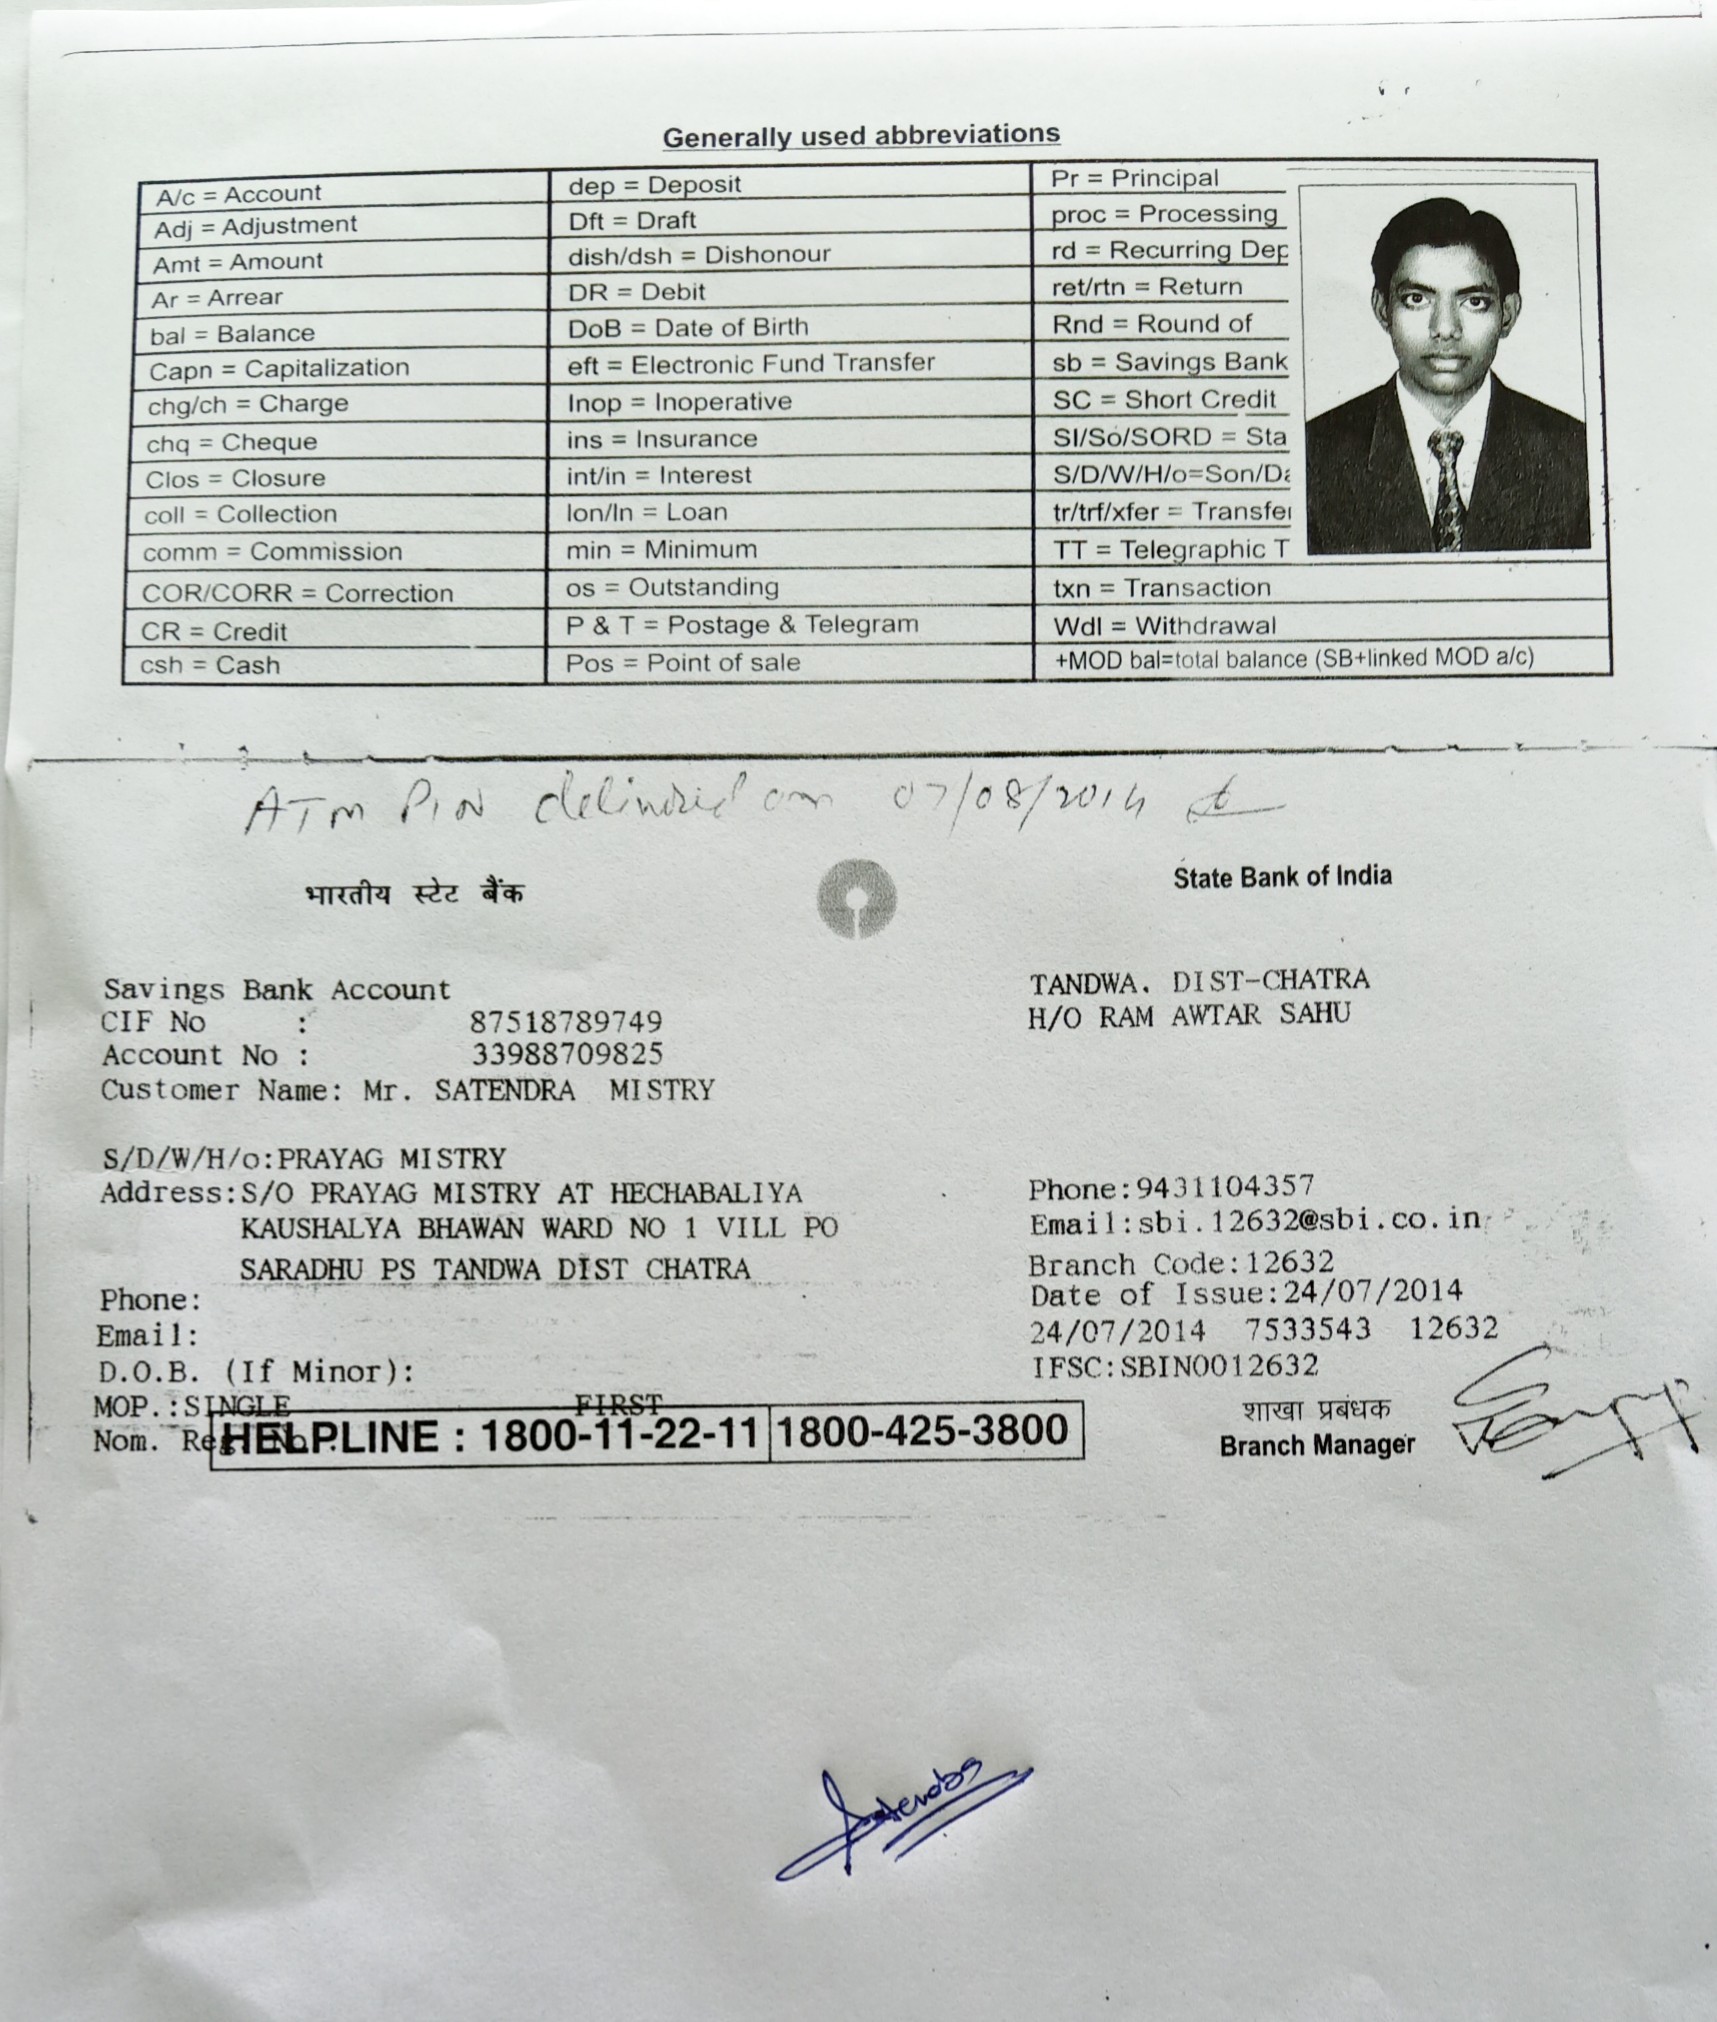 Generally used abbreviations
A/c = Account
dep = Deposit
Pr = Principal
Adj = Adjustment
Dft = Draft
proc = Processing
Amt = Amount
dish/dsh = Dishonour
rd = Recurring Dep
Ar = Arrear
DR = Debit
ret/rtn = Return
bal = Balance
DoB = Date of Birth
Rnd = Round of
Capn = Capitalization
eft = Electronic Fund Transfer
sb = Savings Bank
chg/ch = Charge
Inop = Inoperative
SC = Short Credit
chq = Cheque
ins = Insurance
SI/So/SORD = Sta
Clos = Closure
int/in = Interest
S/D/W/H/o=Son/Da
coll = Collection
lon/ln = Loan
tr/trf/xfer = Transfer
comm = Commission
min = Minimum
TT = Telegraphic T
COR/CORR = Correction
os = Outstanding
txn = Transaction
CR = Credit
P & T = Postage & Telegram
Wdl = Withdrawal
csh = Cash
Pos = Point of sale
+MOD bal=total balance (SB+linked MOD a/c)
ATM PIN delivered on 07/08/2014
भारतीय स्टेट बैंक
State Bank of India
Savings Bank Account
TANDWA. DIST-CHATRA
CIF No : 87518789749
H/O RAM AWTAR SAHU
Account No : 33988709825
Customer Name: Mr. SATENDRA MISTRY
S/D/W/H/o:PRAYAG MISTRY
Address:S/O PRAYAG MISTRY AT HECHABALIYA
Phone:9431104357
KAUSHALYA BHAWAN WARD NO 1 VILL PO
Email:sbi.12632@sbi.co.in
SARADHU PS TANDWA DIST CHATRA
Branch Code:12632
Phone:
Date of Issue:24/07/2014
Email:
24/07/2014 7533543 12632
D.O.B. (If Minor):
IFSC:SBIN0012632
MOP.:SINGLE FIRST
शाखा प्रबंधक
Nom. Reg No
HELPLINE : 1800-11-22-11 1800-425-3800
Branch Manager